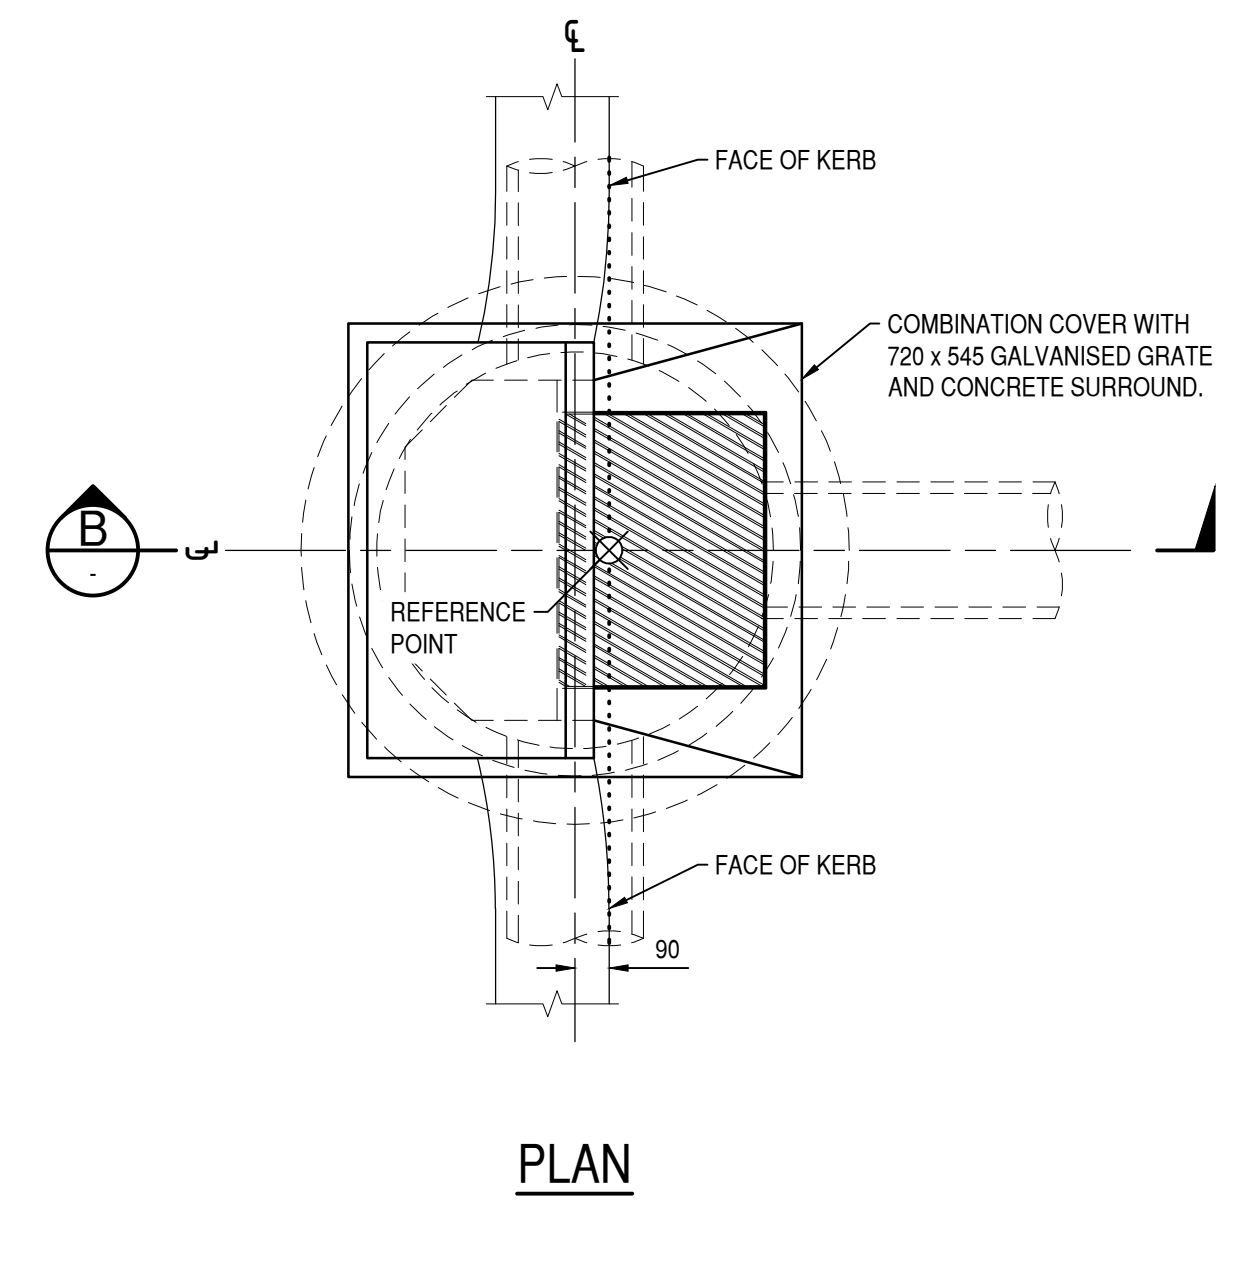 ℄
FACE OF KERB
COMBINATION COVER WITH
720 x 545 GALVANISED GRATE
AND CONCRETE SURROUND.
B
-
℄
REFERENCE
POINT
FACE OF KERB
90
PLAN